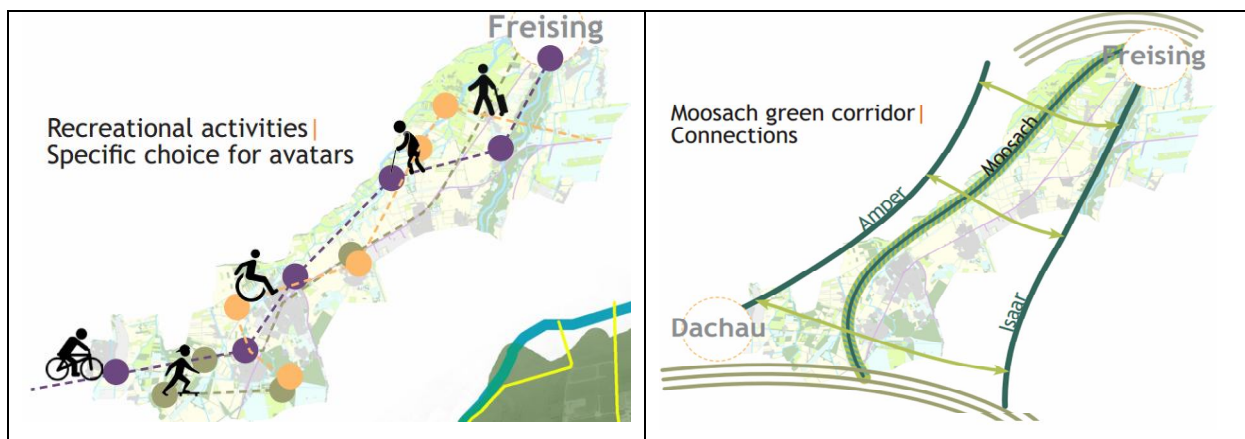 Freising
Recreational activities|
Specific choice for avatars
Freising
Moosach green corridor|
Connections
Moosach
Amper
Isaar
Dachau